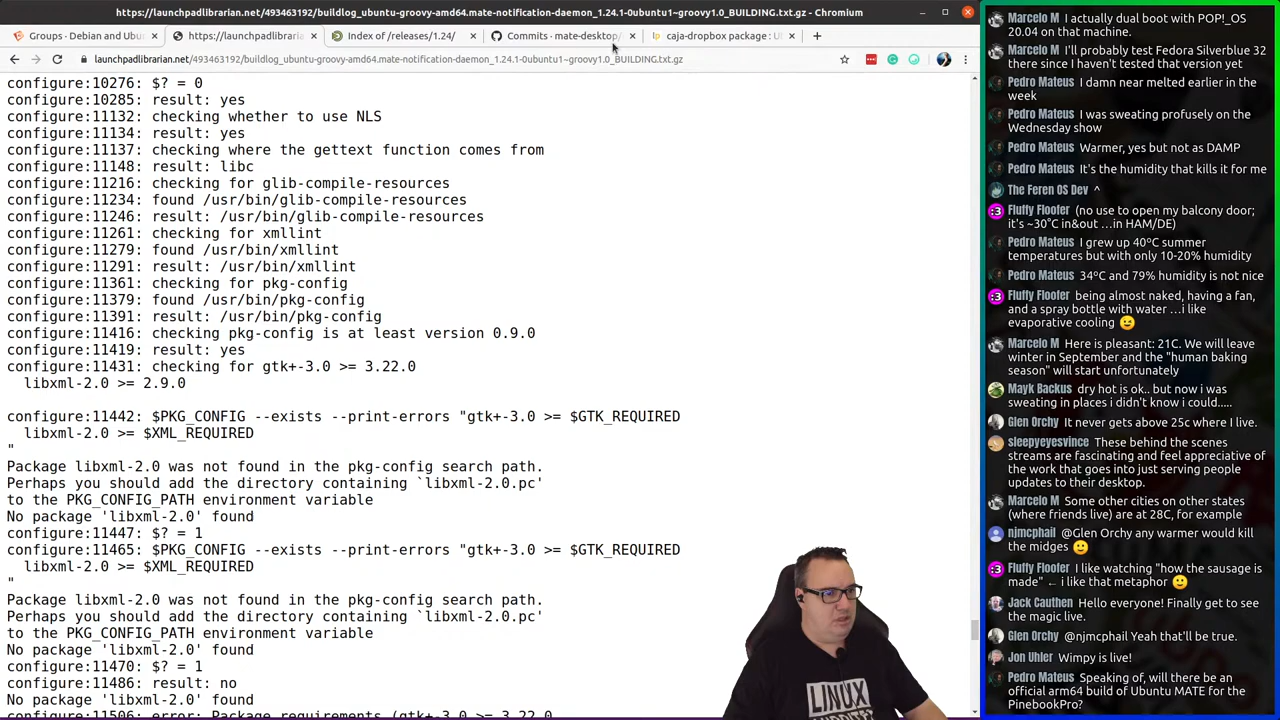 https://launchpadlibrarian.net/493463192/buildlog_ubuntu-groovy-amd64.mate-notification-daemon_1.24.1-0ubuntu1~groovy1.0_BUILDING.txt.gz - Chromium
Groups - Debian and Ubu
https://launchpadlibraria
Index of /releases/1.24/
Commits · mate-desktop/
caja-dropbox package : U
launchpadlibrarian.net/493463192/buildlog_ubuntu-groovy-amd64.mate-notification-daemon_1.24.1-0ubuntu1~groovy1.0_BUILDING.txt.gz
configure:10276: $? = 0
configure:10285: result: yes
configure:11132: checking whether to use NLS
configure:11134: result: yes
configure:11137: checking where the gettext function comes from
configure:11148: result: libc
configure:11216: checking for glib-compile-resources
configure:11234: found /usr/bin/glib-compile-resources
configure:11246: result: /usr/bin/glib-compile-resources
configure:11261: checking for xmllint
configure:11279: found /usr/bin/xmllint
configure:11291: result: /usr/bin/xmllint
configure:11361: checking for pkg-config
configure:11379: found /usr/bin/pkg-config
configure:11391: result: /usr/bin/pkg-config
configure:11416: checking pkg-config is at least version 0.9.0
configure:11419: result: yes
configure:11431: checking for gtk+-3.0 >= 3.22.0
libxml-2.0 >= 2.9.0
configure:11442: $PKG_CONFIG --exists --print-errors "gtk+-3.0 >= $GTK_REQUIRED
libxml-2.0 >= $XML_REQUIRED
"
Package libxml-2.0 was not found in the pkg-config search path.
Perhaps you should add the directory containing `libxml-2.0.pc'
to the PKG_CONFIG_PATH environment variable
No package 'libxml-2.0' found
configure:11447: $? = 1
configure:11465: $PKG_CONFIG --exists --print-errors "gtk+-3.0 >= $GTK_REQUIRED
libxml-2.0 >= $XML_REQUIRED
"
Package libxml-2.0 was not found in the pkg-config search path.
Perhaps you should add the directory containing `libxml-2.0.pc'
to the PKG_CONFIG_PATH environment variable
No package 'libxml-2.0' found
configure:11470: $? = 1
configure:11486: result: no
No package 'libxml-2.0' found
configure:11506: error: Package requirements (gtk+-3.0 >= 3.22.0
LINUX
Marcelo M I actually dual boot with POP!_OS
20.04 on that machine.
Marcelo M I'll probably test Fedora Silverblue 32
there since I haven't tested that version yet
Pedro Mateus I damn near melted earlier in the
week
Pedro Mateus I was sweating profusely on the
Wednesday show
Pedro Mateus Warmer, yes but not as DAMP
Pedro Mateus It's the humidity that kills it for me
The Feren OS Dev ^
:3 Fluffy Floofer (no use to open my balcony door;
it's ~30°C in&out …in HAM/DE)
Pedro Mateus I grew up 40ºC summer
temperatures but with only 10-20% humidity
Pedro Mateus 34ºC and 79% humidity is not nice
:3 Fluffy Floofer being almost naked, having a fan,
and a spray bottle with water …i like
evaporative cooling 😉
Marcelo M Here is pleasant: 21C. We will leave
winter in September and the "human baking
season" will start unfortunately
Mayk Backus dry hot is ok.. but now i was
sweating in places i didn't know i could.....
Glen Orchy It never gets above 25c where I live.
sleepyeyesvince These behind the scenes
streams are fascinating and feel appreciative of
the work that goes into just serving people
updates to their desktop.
Marcelo M Some other cities on other states
(where friends live) are at 28C, for example
njmcphail @Glen Orchy any warmer would kill
the midges 🙂
:3 Fluffy Floofer I like watching "how the sausage is
made" ← i like that metaphor 🙂
Jack Cauthen Hello everyone! Finally get to see
the magic live.
Glen Orchy @njmcphail Yeah that'll be true.
Jon Uhler Wimpy is live!
Pedro Mateus Speaking of, will there be an
official arm64 build of Ubuntu MATE for the
PinebookPro?